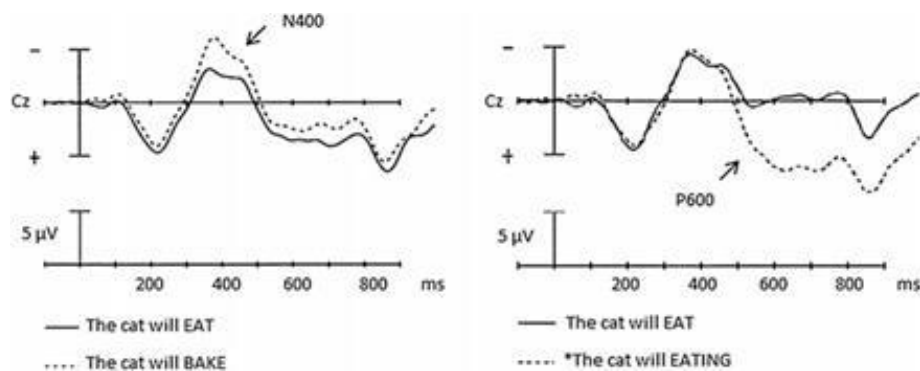 N400
−
Cz
+
5 μV
200 400 600 800 ms
The cat will EAT
The cat will BAKE
−
Cz
+
P600
5 μV
200 400 600 800 ms
The cat will EAT
*The cat will EATING